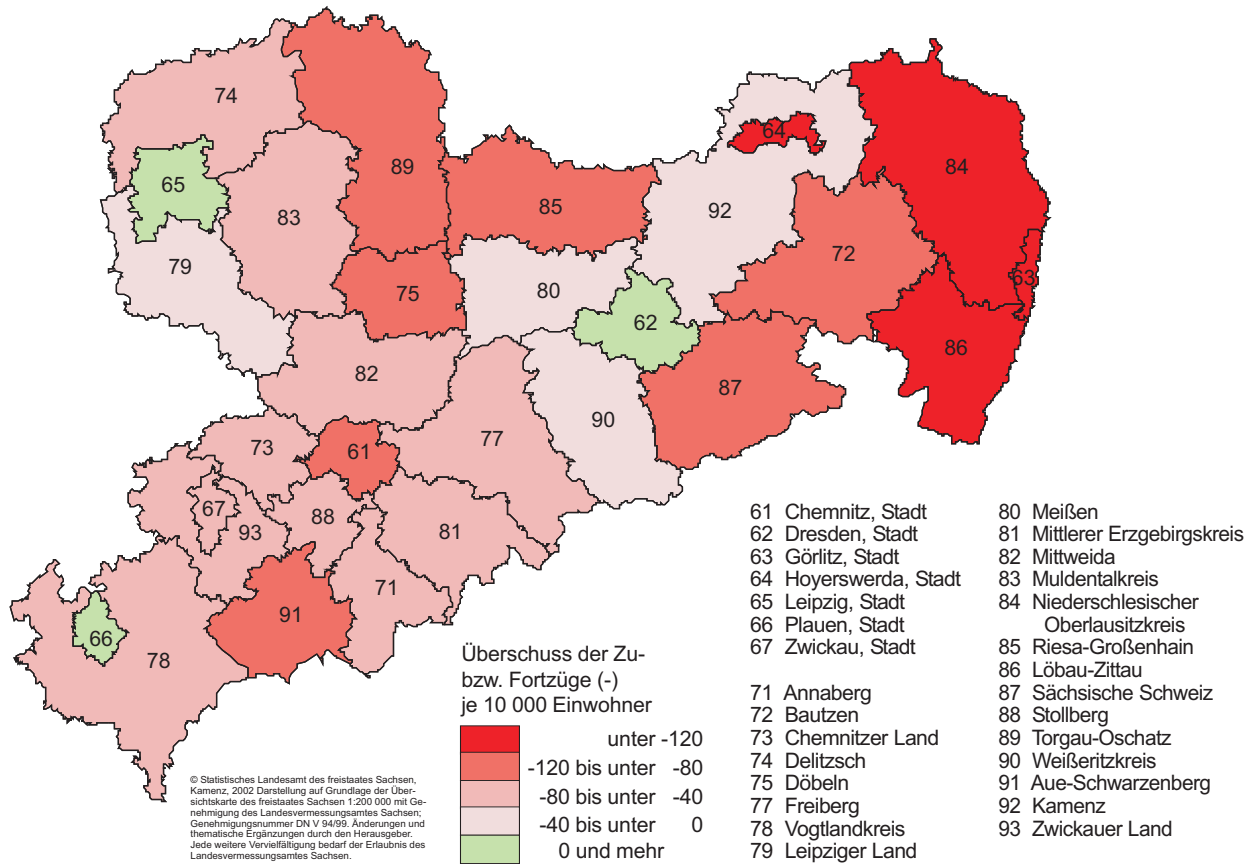 74
64
84
89
65
85
92
83
72
79
63
75
80
62
86
82
87
90
73
61
77
67
93
88
81
71
91
66
78
61 Chemnitz, Stadt
62 Dresden, Stadt
63 Görlitz, Stadt
64 Hoyerswerda, Stadt
65 Leipzig, Stadt
66 Plauen, Stadt
67 Zwickau, Stadt
71 Annaberg
72 Bautzen
73 Chemnitzer Land
74 Delitzsch
75 Döbeln
77 Freiberg
78 Vogtlandkreis
79 Leipziger Land
80 Meißen
81 Mittlerer Erzgebirgskreis
82 Mittweida
83 Muldentalkreis
84 Niederschlesischer
Oberlausitzkreis
85 Riesa-Großenhain
86 Löbau-Zittau
87 Sächsische Schweiz
88 Stollberg
89 Torgau-Oschatz
90 Weißeritzkreis
91 Aue-Schwarzenberg
92 Kamenz
93 Zwickauer Land
Überschuss der Zu-
bzw. Fortzüge (-)
je 10 000 Einwohner
unter -120
-120 bis unter -80
-80 bis unter -40
-40 bis unter 0
0 und mehr
© Statistisches Landesamt des freistaates Sachsen,
Kamenz, 2002 Darstellung auf Grundlage der Über-
sichtskarte des freistaates Sachsen 1:200 000 mit Ge-
nehmigung des Landesvermessungsamtes Sachsen;
Genehmigungsnummer DN V 94/99. Änderungen und
thematische Ergänzungen durch den Herausgeber.
Jede weitere Vervielfältigung bedarf der Erlaubnis des
Landesvermessungsamtes Sachsen.